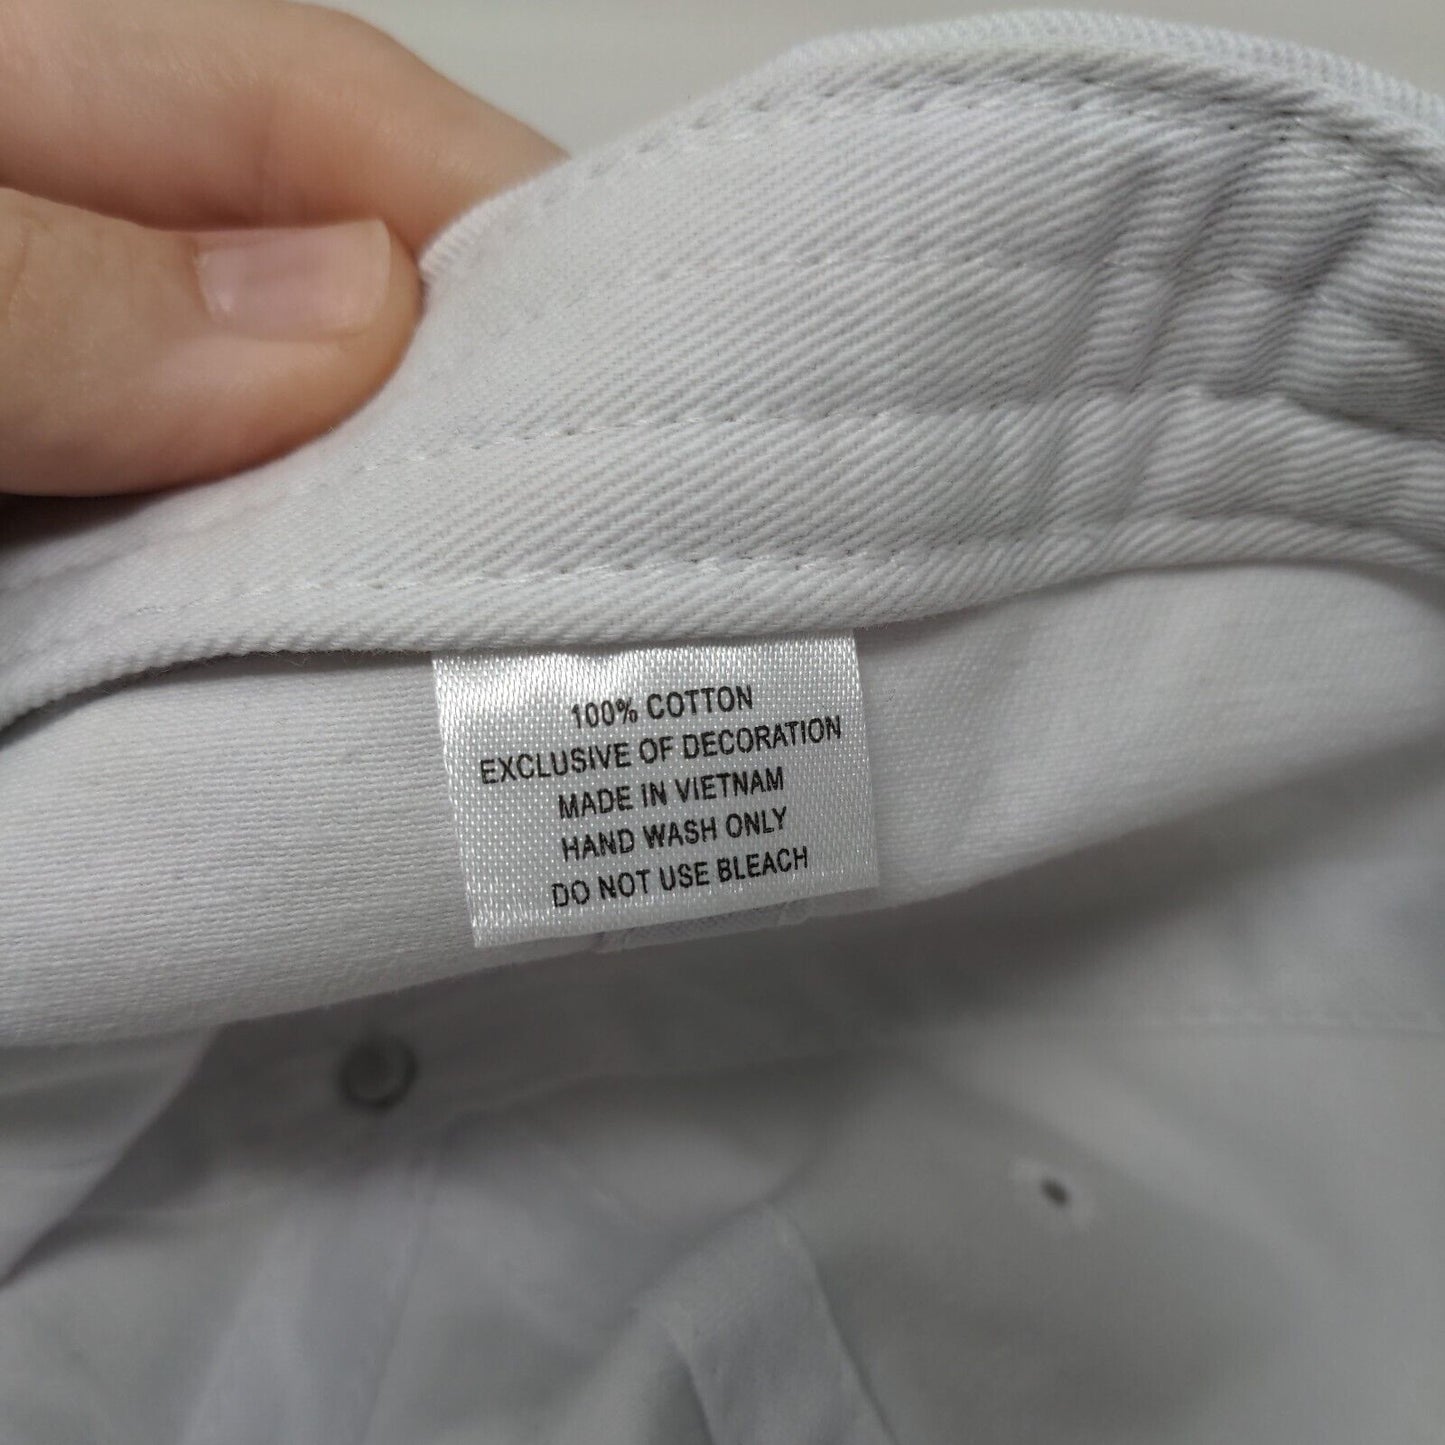 100% COTTON
EXCLUSIVE OF DECORATION
MADE IN VIETNAM
HAND WASH ONLY
DO NOT USE BLEACH